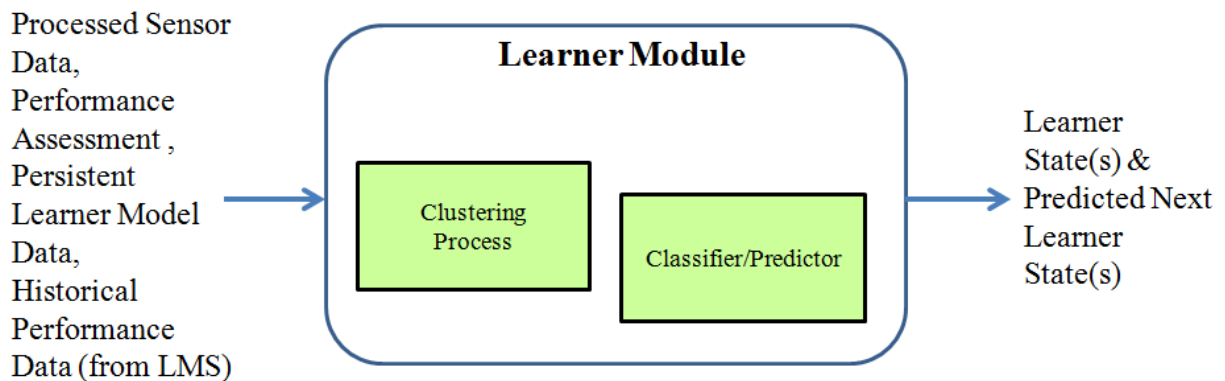 Processed Sensor
Data,
Performance
Assessment ,
Persistent
Learner Model
Data,
Historical
Performance
Data (from LMS)
Learner Module
Clustering
Process
Classifier/Predictor
Learner
State(s) &
Predicted Next
Learner
State(s)